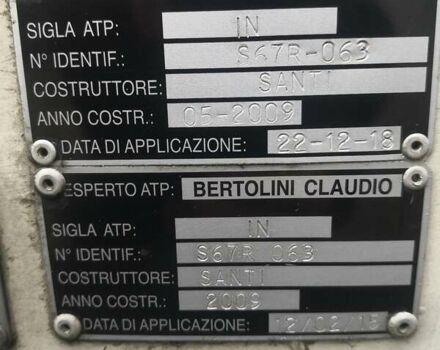 SIGLA ATP: IN
N° IDENTIF.: S67R-063
COSTRUTTORE: SANTI
ANNO COSTR.: 05-2009
DATA DI APPLICAZIONE: 22-12-18
ESPERTO ATP: BERTOLINI CLAUDIO
SIGLA ATP: IN
N° IDENTIF.: S67R 063
COSTRUTTORE: SANTI
ANNO COSTR.: 2009
DATA DI APPLICAZIONE: 12/02/15